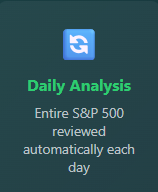 Daily Analysis
Entire S&P 500
reviewed
automatically each
day